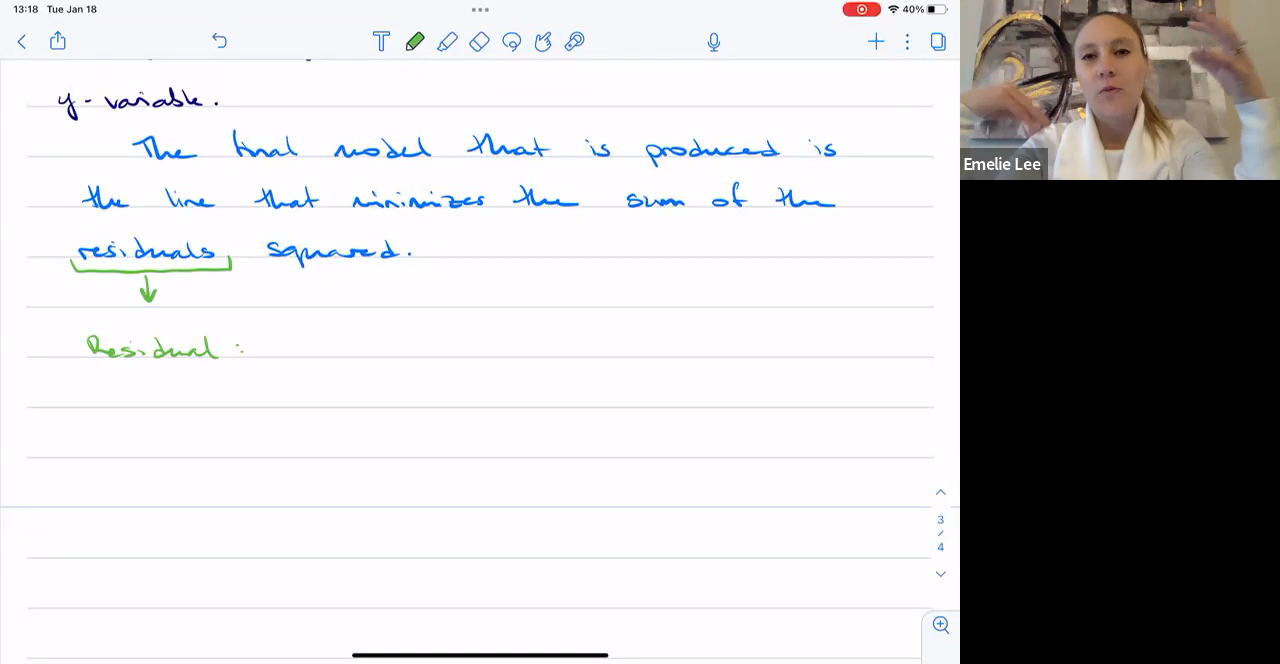 13:18 Tue Jan 18
40%
y-variable.
The final model that is produced is
the line that minimizes the sum of the
residuals squared.
Residual :
3
/
4
Emelie Lee